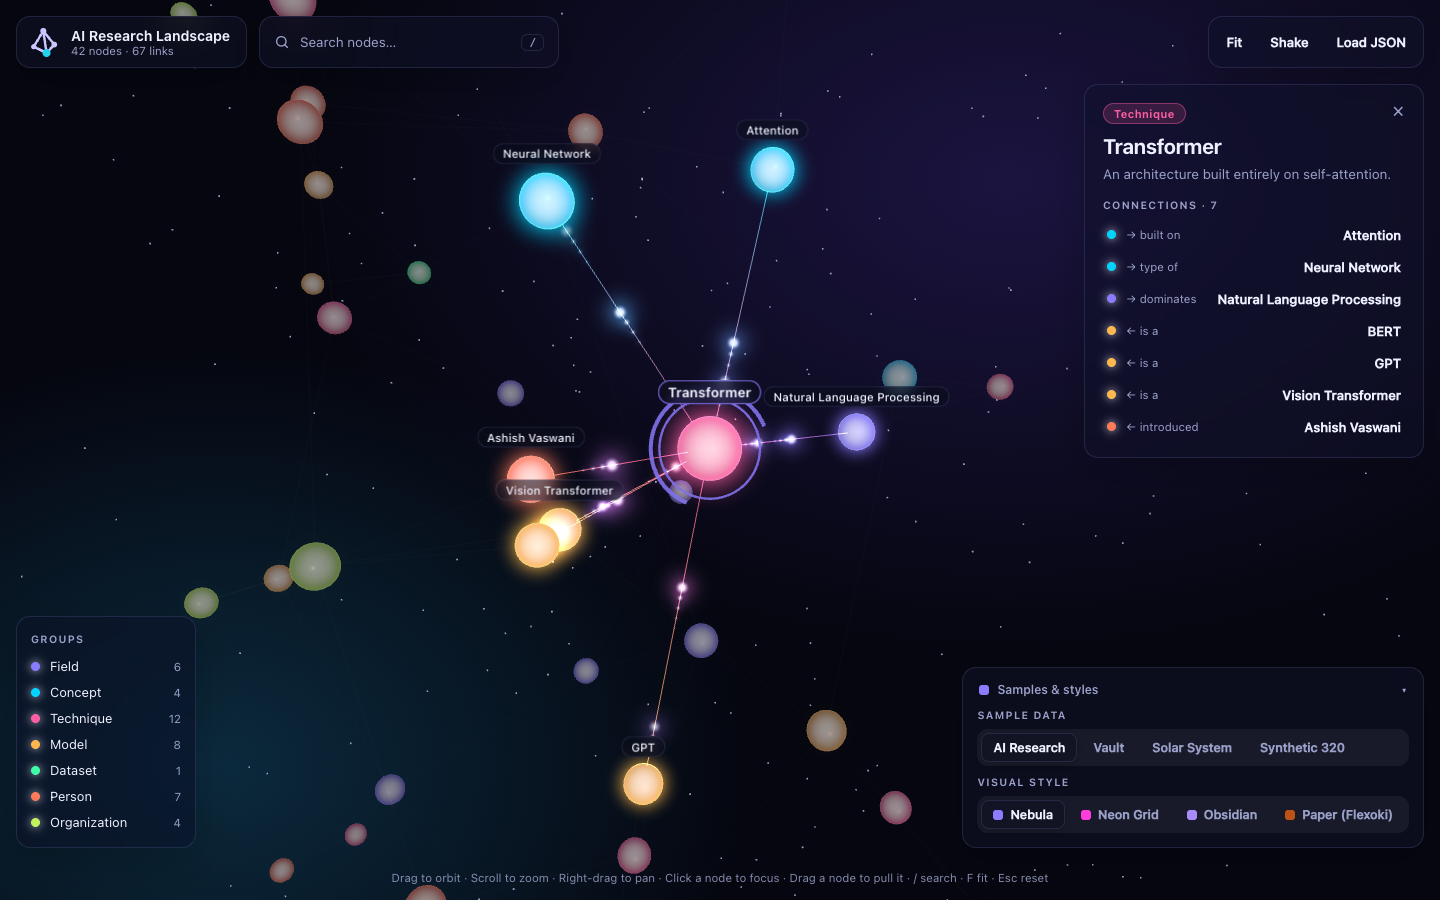 AI Research Landscape
42 nodes · 67 links
Search nodes...
/
Fit
Shake
Load JSON
Technique
×
Transformer
An architecture built entirely on self-attention.
CONNECTIONS · 7
→ built on Attention
→ type of Neural Network
→ dominates Natural Language Processing
← is a BERT
← is a GPT
← is a Vision Transformer
← introduced Ashish Vaswani
Attention
Neural Network
Transformer
Natural Language Processing
Ashish Vaswani
Vision Transformer
GPT
GROUPS
Field 6
Concept 4
Technique 12
Model 8
Dataset 1
Person 7
Organization 4
Samples & styles
SAMPLE DATA
AI Research Vault Solar System Synthetic 320
VISUAL STYLE
Nebula Neon Grid Obsidian Paper (Flexoki)
Drag to orbit · Scroll to zoom · Right-drag to pan · Click a node to focus · Drag a node to pull it · / search · F fit · Esc reset